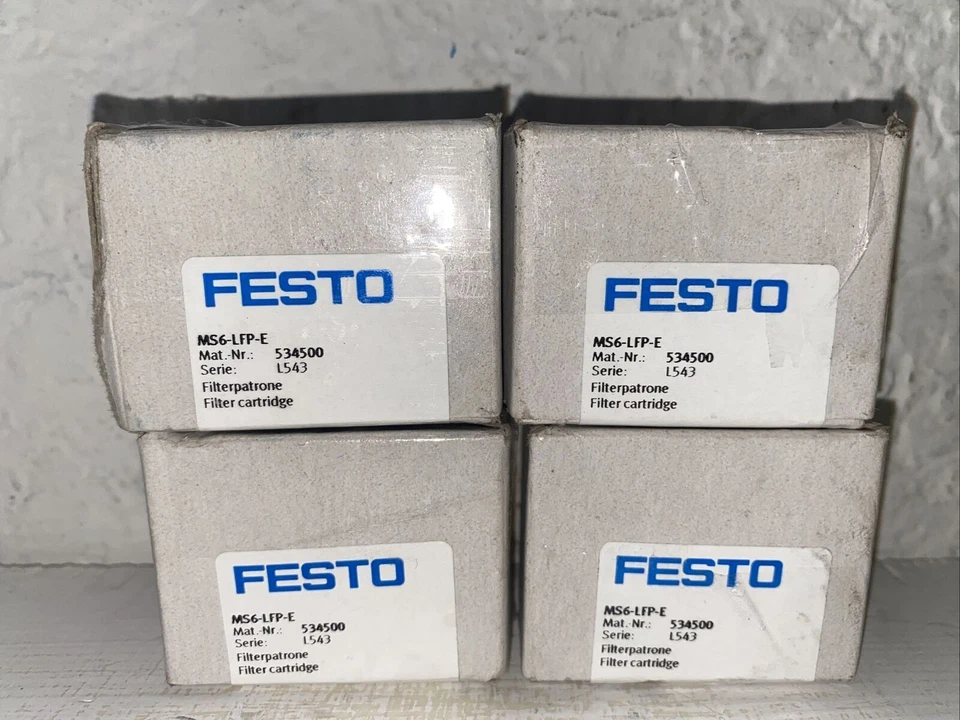 FESTO
MS6-LFP-E
Mat.-Nr.: 534500
Serie: L543
Filterpatrone
Filter cartridge
FESTO
MS6-LFP-E
Mat.-Nr.: 534500
Serie: L543
Filterpatrone
Filter cartridge
FESTO
MS6-LFP-E
Mat.-Nr.: 534500
Serie: L543
Filterpatrone
Filter cartridge
FESTO
MS6-LFP-E
Mat.-Nr.: 534500
Serie: L543
Filterpatrone
Filter cartridge